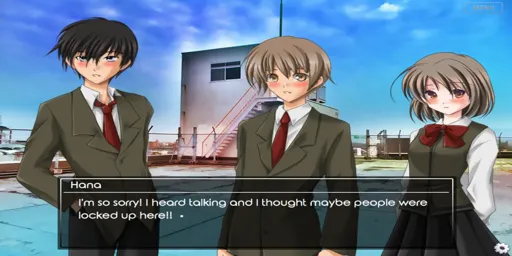 Hana
I'm so sorry! I heard talking and I thought maybe people were
locked up here!!